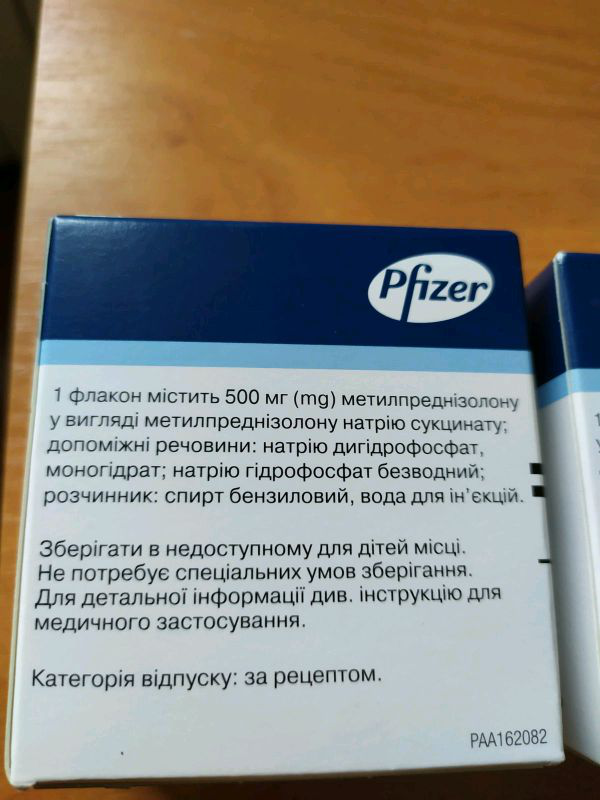 Pfizer
1 флакон містить 500 мг (mg) метилпреднізолону
у вигляді метилпреднізолону натрію сукцинату;
допоміжні речовини: натрію дигідрофосфат,
моногідрат; натрію гідрофосфат безводний;
розчинник: спирт бензиловий, вода для ін’єкцій.
Зберігати в недоступному для дітей місці.
Не потребує спеціальних умов зберігання.
Для детальної інформації див. інструкцію для
медичного застосування.
Категорія відпуску: за рецептом.
PAA162082